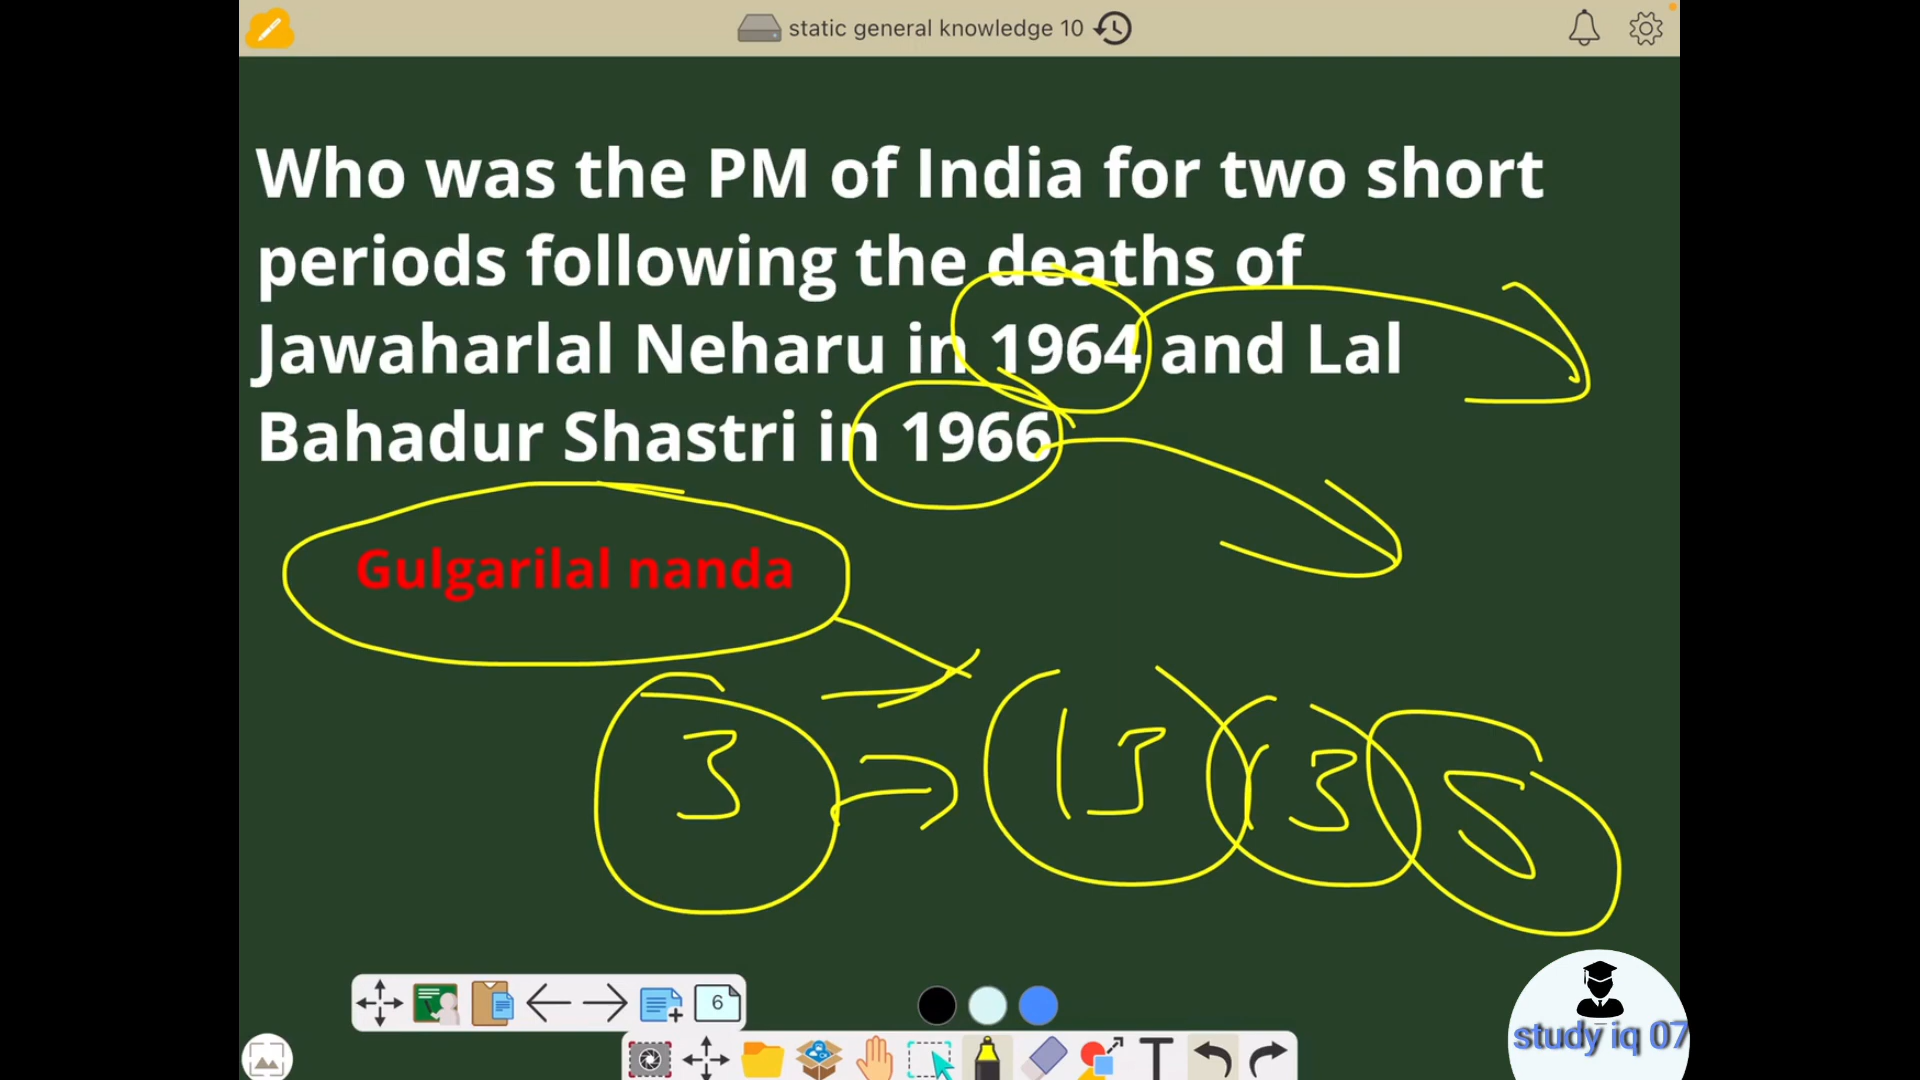 static general knowledge 10
Who was the PM of India for two short
periods following the deaths of
Jawaharlal Neharu in 1964 and Lal
Bahadur Shastri in 1966
Gulgarilal nanda
3 13 13 5
6
study iq 07